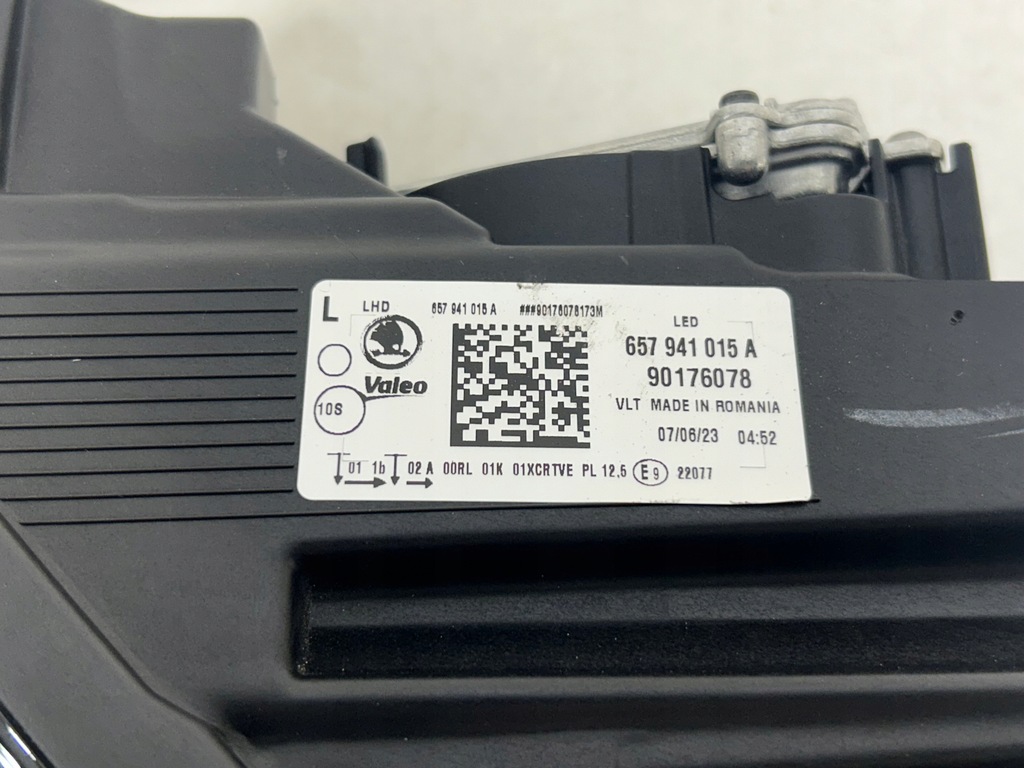 L LHD 657 941 015 A ###90176078173M
Valeo
10S
LED
657 941 015 A
90176078
VLT MADE IN ROMANIA
07/06/23 04:52
01 1b 02 A 00RL 01K 01XCRTVE PL 12,5 E9 22077